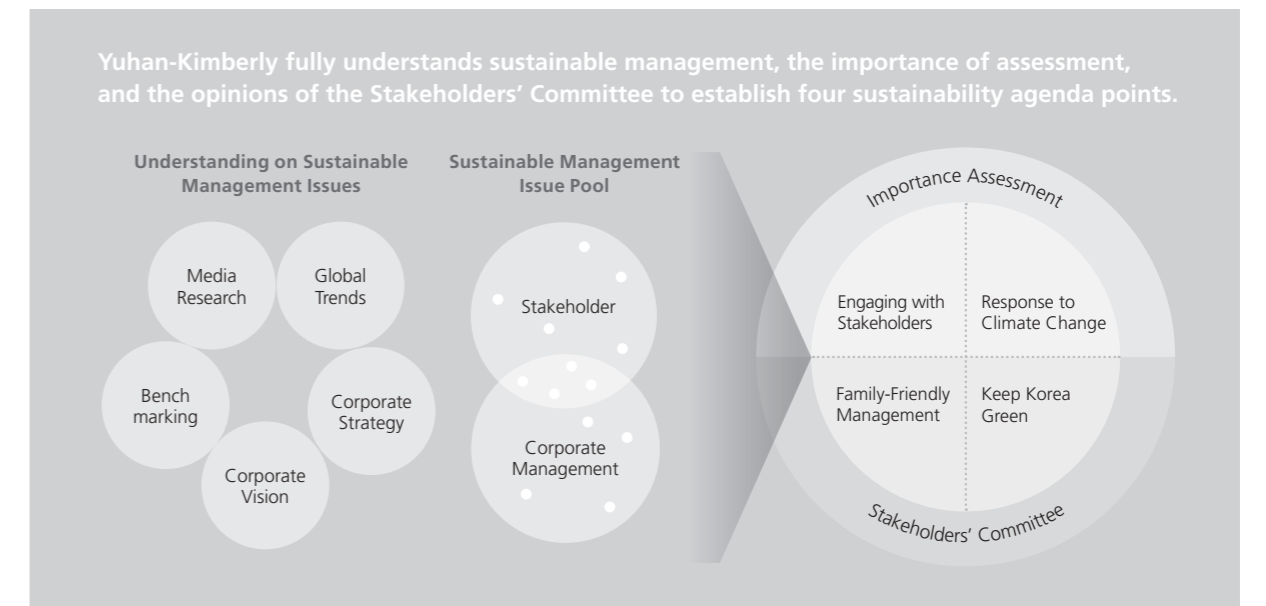 Yuhan-Kimberly fully understands sustainable management, the importance of assessment,
and the opinions of the Stakeholders’ Committee to establish four sustainability agenda points.
Understanding on Sustainable
Management Issues
Media
Research
Global
Trends
Bench
marking
Corporate
Strategy
Corporate
Vision
Sustainable Management
Issue Pool
Stakeholder
Corporate
Management
Importance Assessment
Engaging with
Stakeholders
Response to
Climate Change
Family-Friendly
Management
Keep Korea
Green
Stakeholders’ Committee